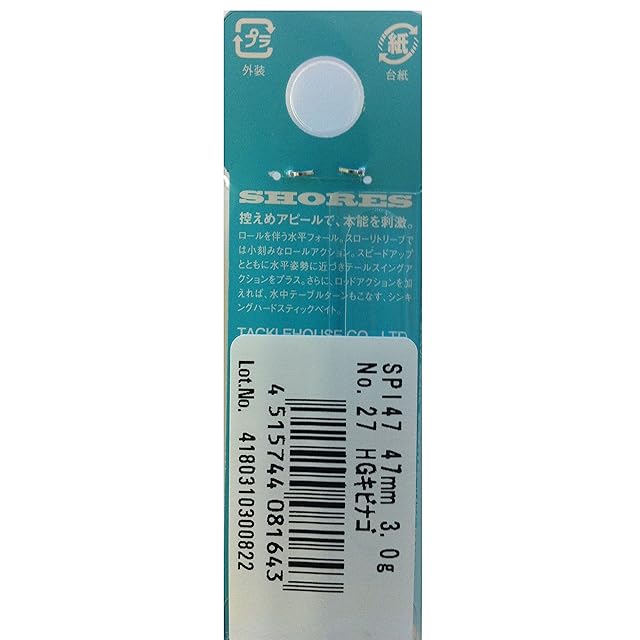 プラ
紙
外装
台紙
SHORES
控えめアピールで、本能を刺激。
ロールを伴う水平フォール。スローリトリーブで
は小刻みなロールアクション。スピードアップ
とともに水平姿勢に近づきテールスイングア
クションをプラス。さらに、ロッドアクションを加
えれば、水中テーブルターンもこなす、シンキ
ングハードスティックベイト。
TACKLEHOUSE CO., LTD.
SPI47 47mm 3.0g
No.27 HGキビナゴ
4 515744 081643
Lot.No. 4180310300822